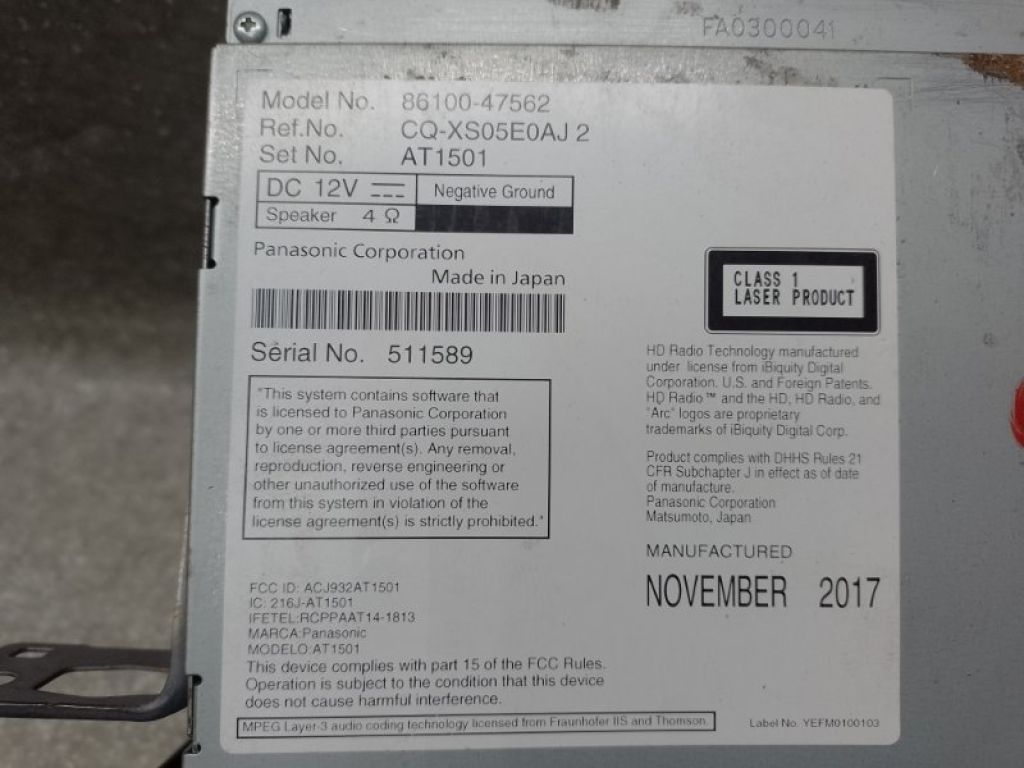 FA0300041
Model No. 86100-47562
Ref.No. CQ-XS05E0AJ 2
Set No. AT1501
DC 12V
Negative Ground
Speaker 4 Ω
Panasonic Corporation
Made in Japan
Serial No. 511589
"This system contains software that
is licensed to Panasonic Corporation
by one or more third parties pursuant
to license agreement(s). Any removal,
reproduction, reverse engineering or
other unauthorized use of the software
from this system in violation of the
license agreement(s) is strictly prohibited."
FCC ID: ACJ932AT1501
IC: 216J-AT1501
IFETEL:RCPPAAT14-1813
MARCA:Panasonic
MODELO:AT1501
This device complies with part 15 of the FCC Rules.
Operation is subject to the condition that this device
does not cause harmful interference.
MPEG Layer-3 audio coding technology licensed from Fraunhofer IIS and Thomson.
CLASS 1
LASER PRODUCT
HD Radio Technology manufactured
under license from iBiquity Digital
Corporation. U.S. and Foreign Patents.
HD Radio™ and the HD, HD Radio, and
"Arc" logos are proprietary
trademarks of iBiquity Digital Corp.
Product complies with DHHS Rules 21
CFR Subchapter J in effect as of date
of manufacture.
Panasonic Corporation
Matsumoto, Japan
MANUFACTURED
NOVEMBER 2017
Label No. YEFM0100103